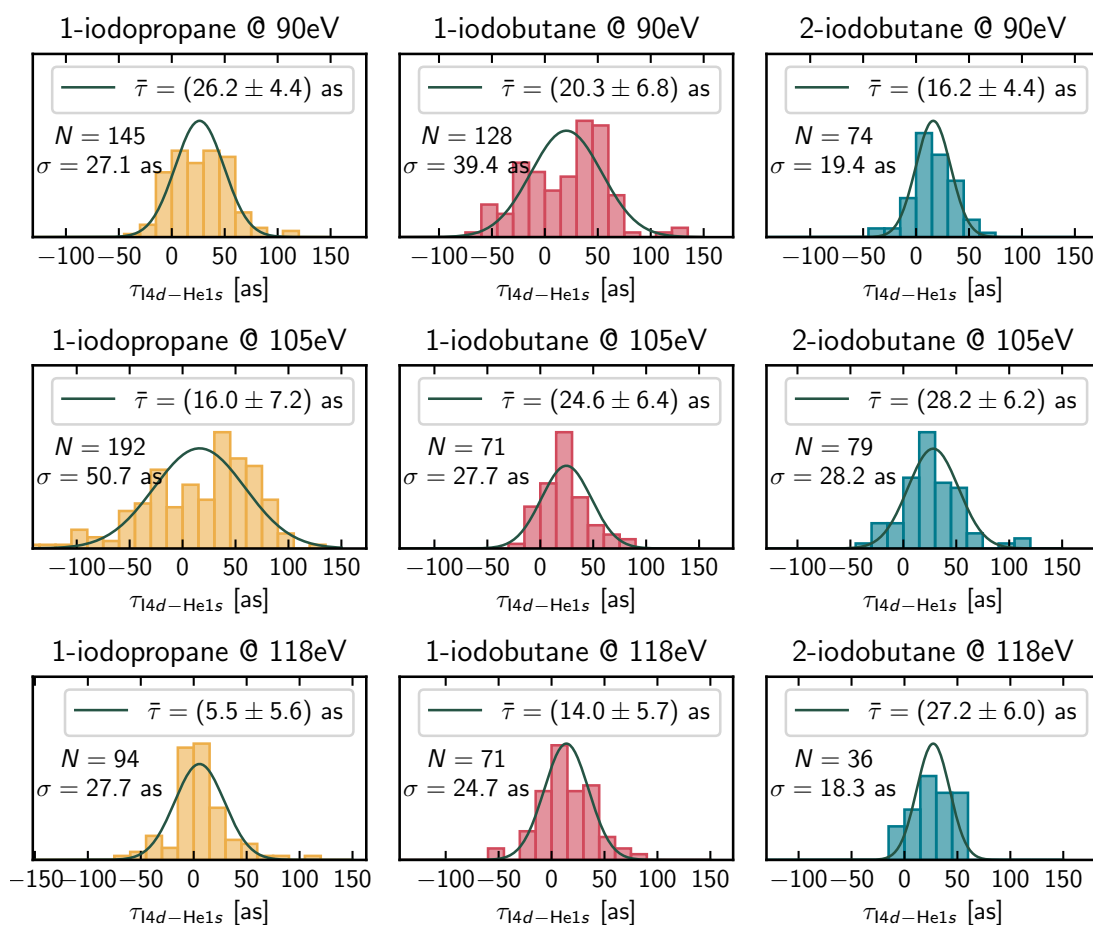 1-iodopropane @ 90eV
τ̄ = (26.2 ± 4.4) as
N = 145
σ = 27.1 as
−100 −50 0 50 100 150
τI4d−He1s [as]
1-iodobutane @ 90eV
τ̄ = (20.3 ± 6.8) as
N = 128
σ = 39.4 as
−100 −50 0 50 100 150
τI4d−He1s [as]
2-iodobutane @ 90eV
τ̄ = (16.2 ± 4.4) as
N = 74
σ = 19.4 as
−100 −50 0 50 100 150
τI4d−He1s [as]
1-iodopropane @ 105eV
τ̄ = (16.0 ± 7.2) as
N = 192
σ = 50.7 as
−100 −50 0 50 100 150
τI4d−He1s [as]
1-iodobutane @ 105eV
τ̄ = (24.6 ± 6.4) as
N = 71
σ = 27.7 as
−100 −50 0 50 100 150
τI4d−He1s [as]
2-iodobutane @ 105eV
τ̄ = (28.2 ± 6.2) as
N = 79
σ = 28.2 as
−100 −50 0 50 100 150
τI4d−He1s [as]
1-iodopropane @ 118eV
τ̄ = (5.5 ± 5.6) as
N = 94
σ = 27.7 as
−150 −100 −50 0 50 100 150
τI4d−He1s [as]
1-iodobutane @ 118eV
τ̄ = (14.0 ± 5.7) as
N = 71
σ = 24.7 as
−100 −50 0 50 100 150
τI4d−He1s [as]
2-iodobutane @ 118eV
τ̄ = (27.2 ± 6.0) as
N = 36
σ = 18.3 as
−100 −50 0 50 100 150
τI4d−He1s [as]